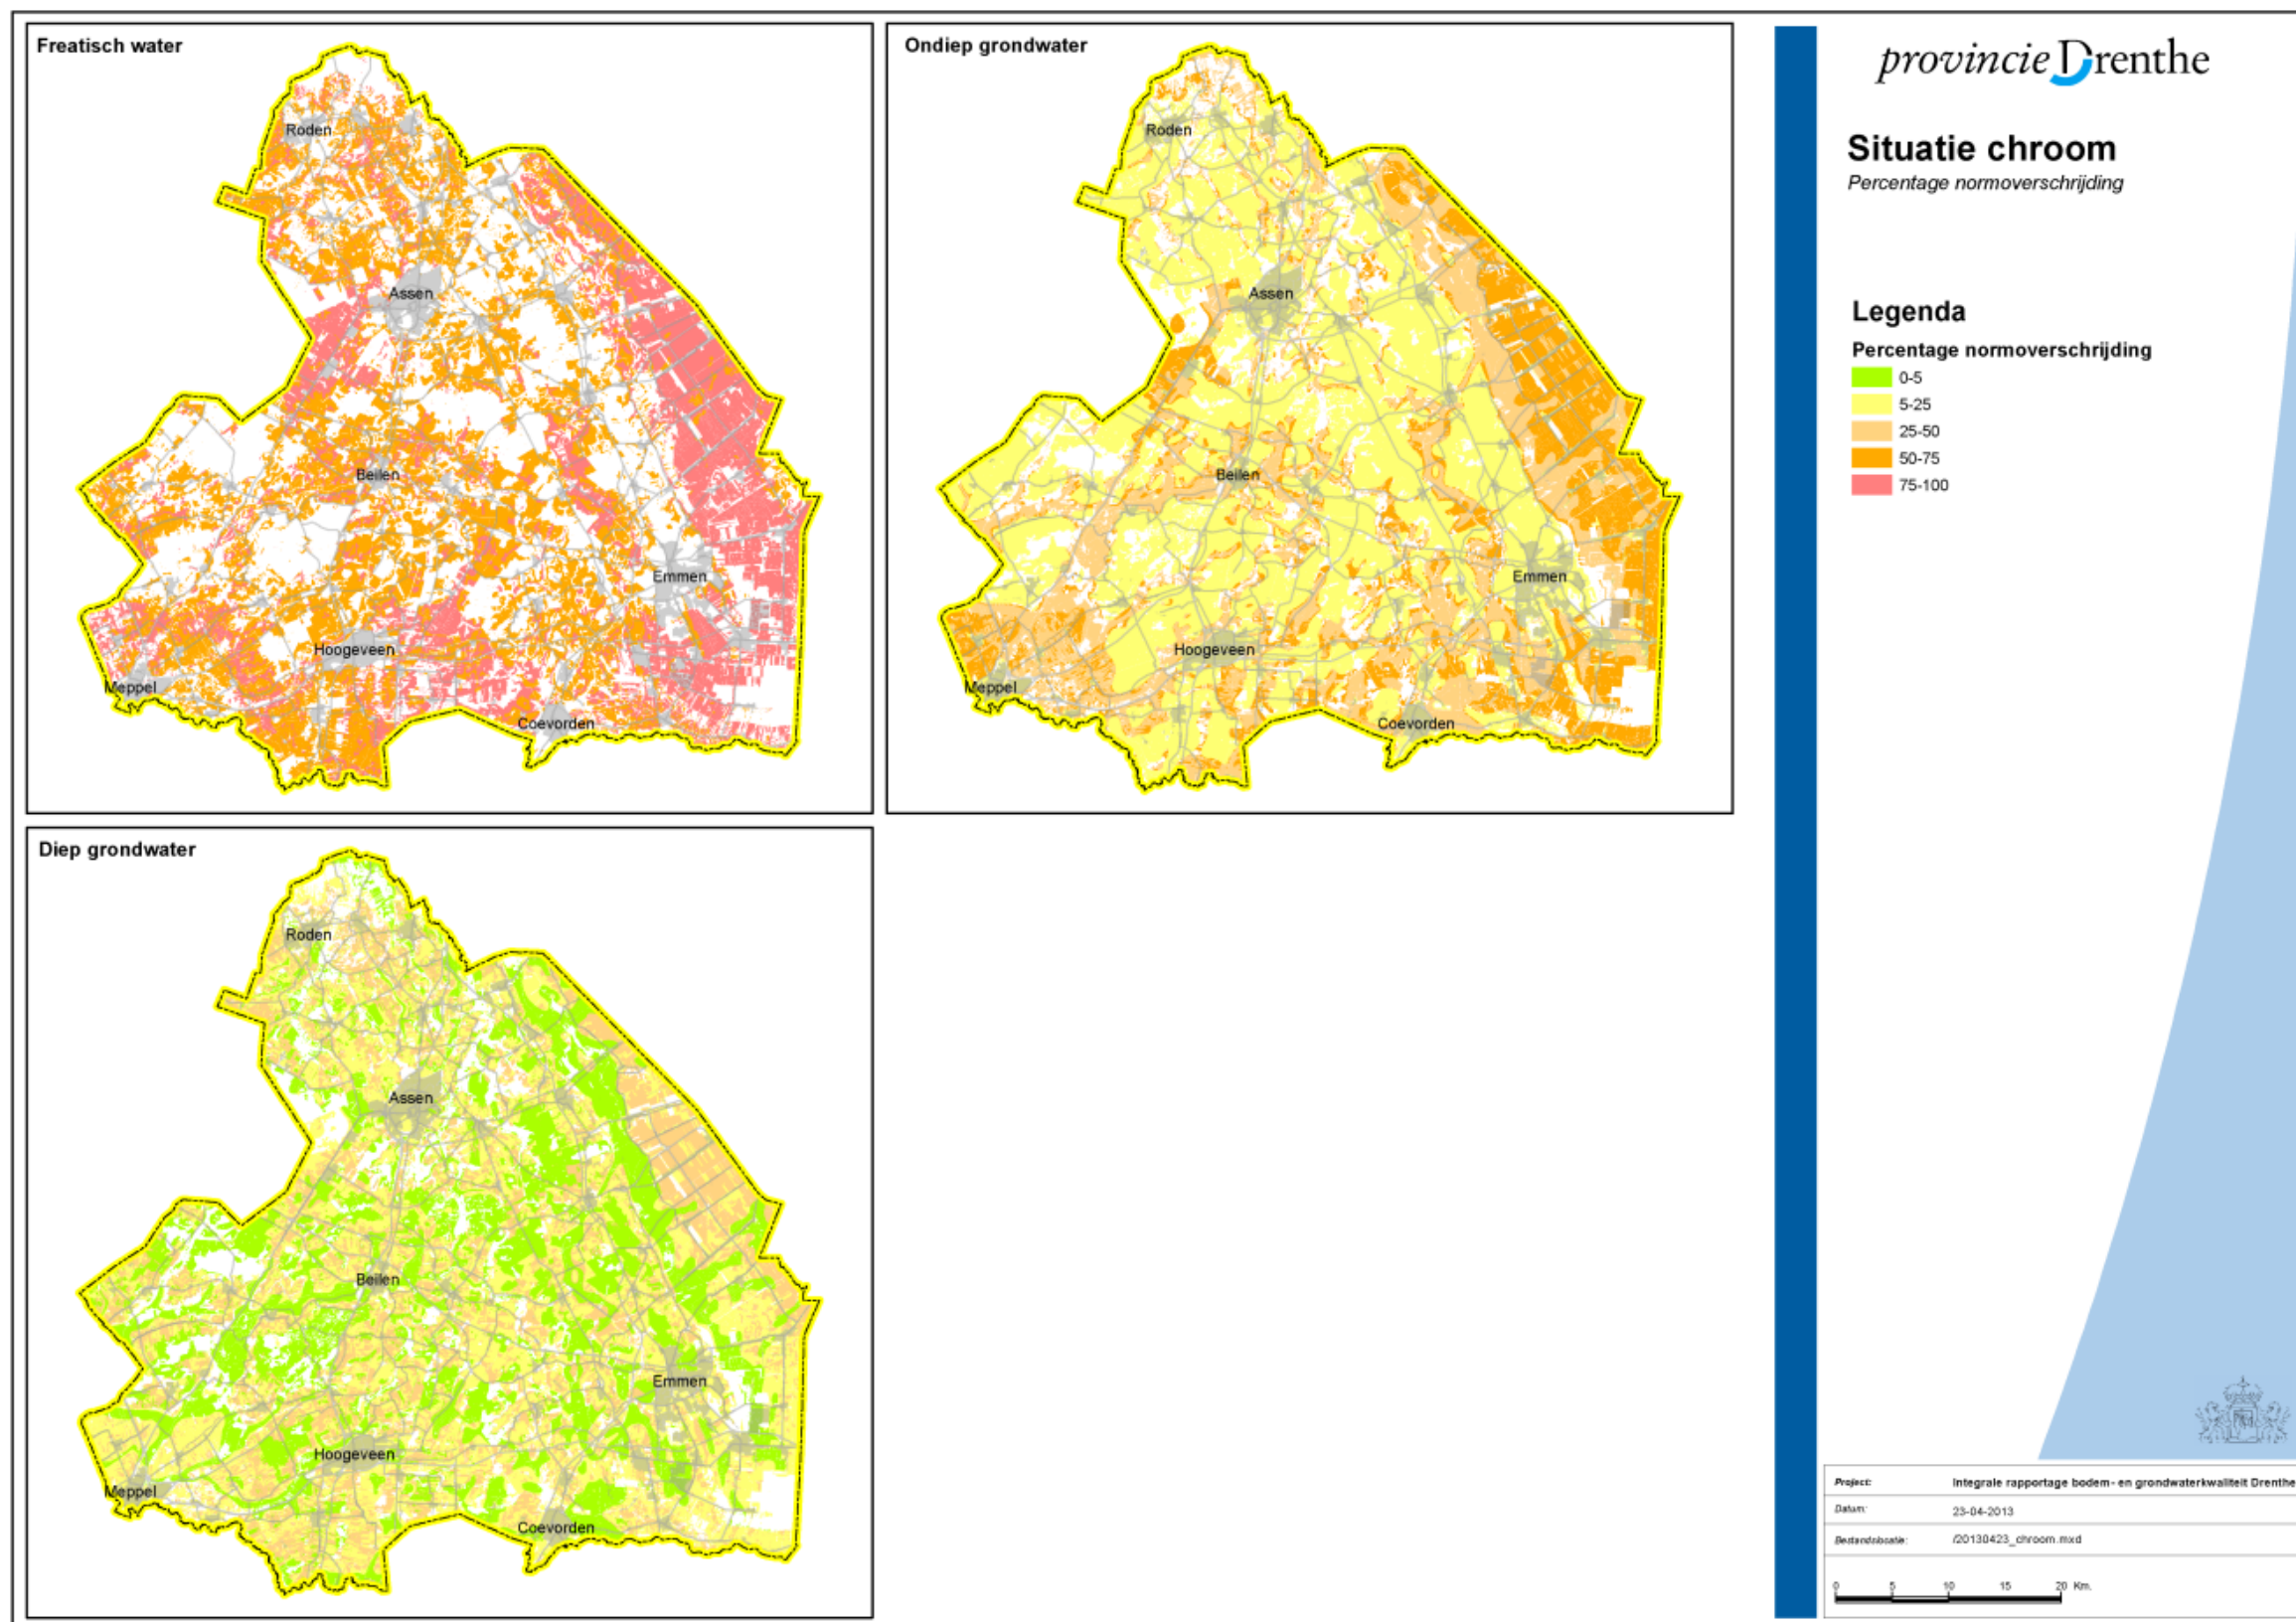 Freatisch water
Roden
Assen
Beilen
Emmen
Hoogeveen
Meppel
Coevorden
Ondiep grondwater
Roden
Assen
Beilen
Emmen
Hoogeveen
Meppel
Coevorden
Diep grondwater
Roden
Assen
Beilen
Emmen
Hoogeveen
Meppel
Coevorden
provincie Drenthe
Situatie chroom
Percentage normoverschrijding
Legenda
Percentage normoverschrijding
0-5
5-25
25-50
50-75
75-100
Project: Integrale rapportage bodem- en grondwaterkwaliteit Drenthe
Datum: 23-04-2013
Bestandslocatie: /20130423_chroom.mxd
0 5 10 15 20 Km.